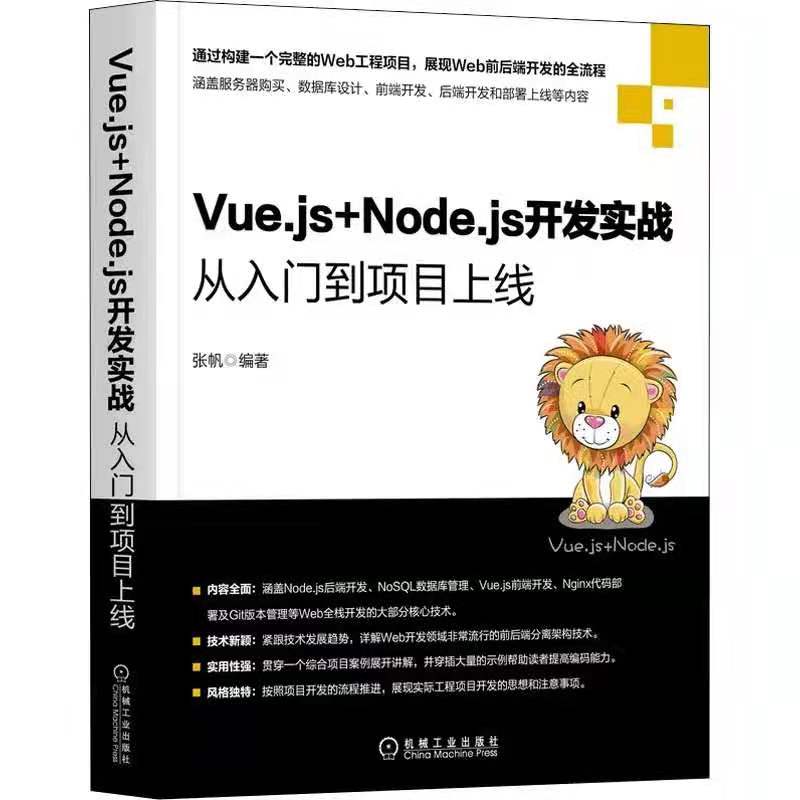 通过构建一个完整的Web工程项目，展现Web前后端开发的全流程
涵盖服务器购买、数据库设计、前端开发、后端开发和部署上线等内容
Vue.js+Node.js开发实战
从入门到项目上线
张帆◎编著
Vue.js+Node.js
内容全面：涵盖Node.js后端开发、NoSQL数据库管理、Vue.js前端开发、Nginx代码部
署及Git版本管理等Web全栈开发的大部分核心技术。
技术新颖：紧跟技术发展趋势，详解Web开发领域非常流行的前后端分离架构技术。
实用性强：贯穿一个综合项目案例展开讲解，并穿插大量的示例帮助读者提高编码能力。
风格独特：按照项目开发的流程推进，展现实际工程项目开发的思想和注意事项。
机械工业出版社
China Machine Press
Vue.js+Node.js开发实战 从入门到项目上线
机械工业出版社
China Machine Press